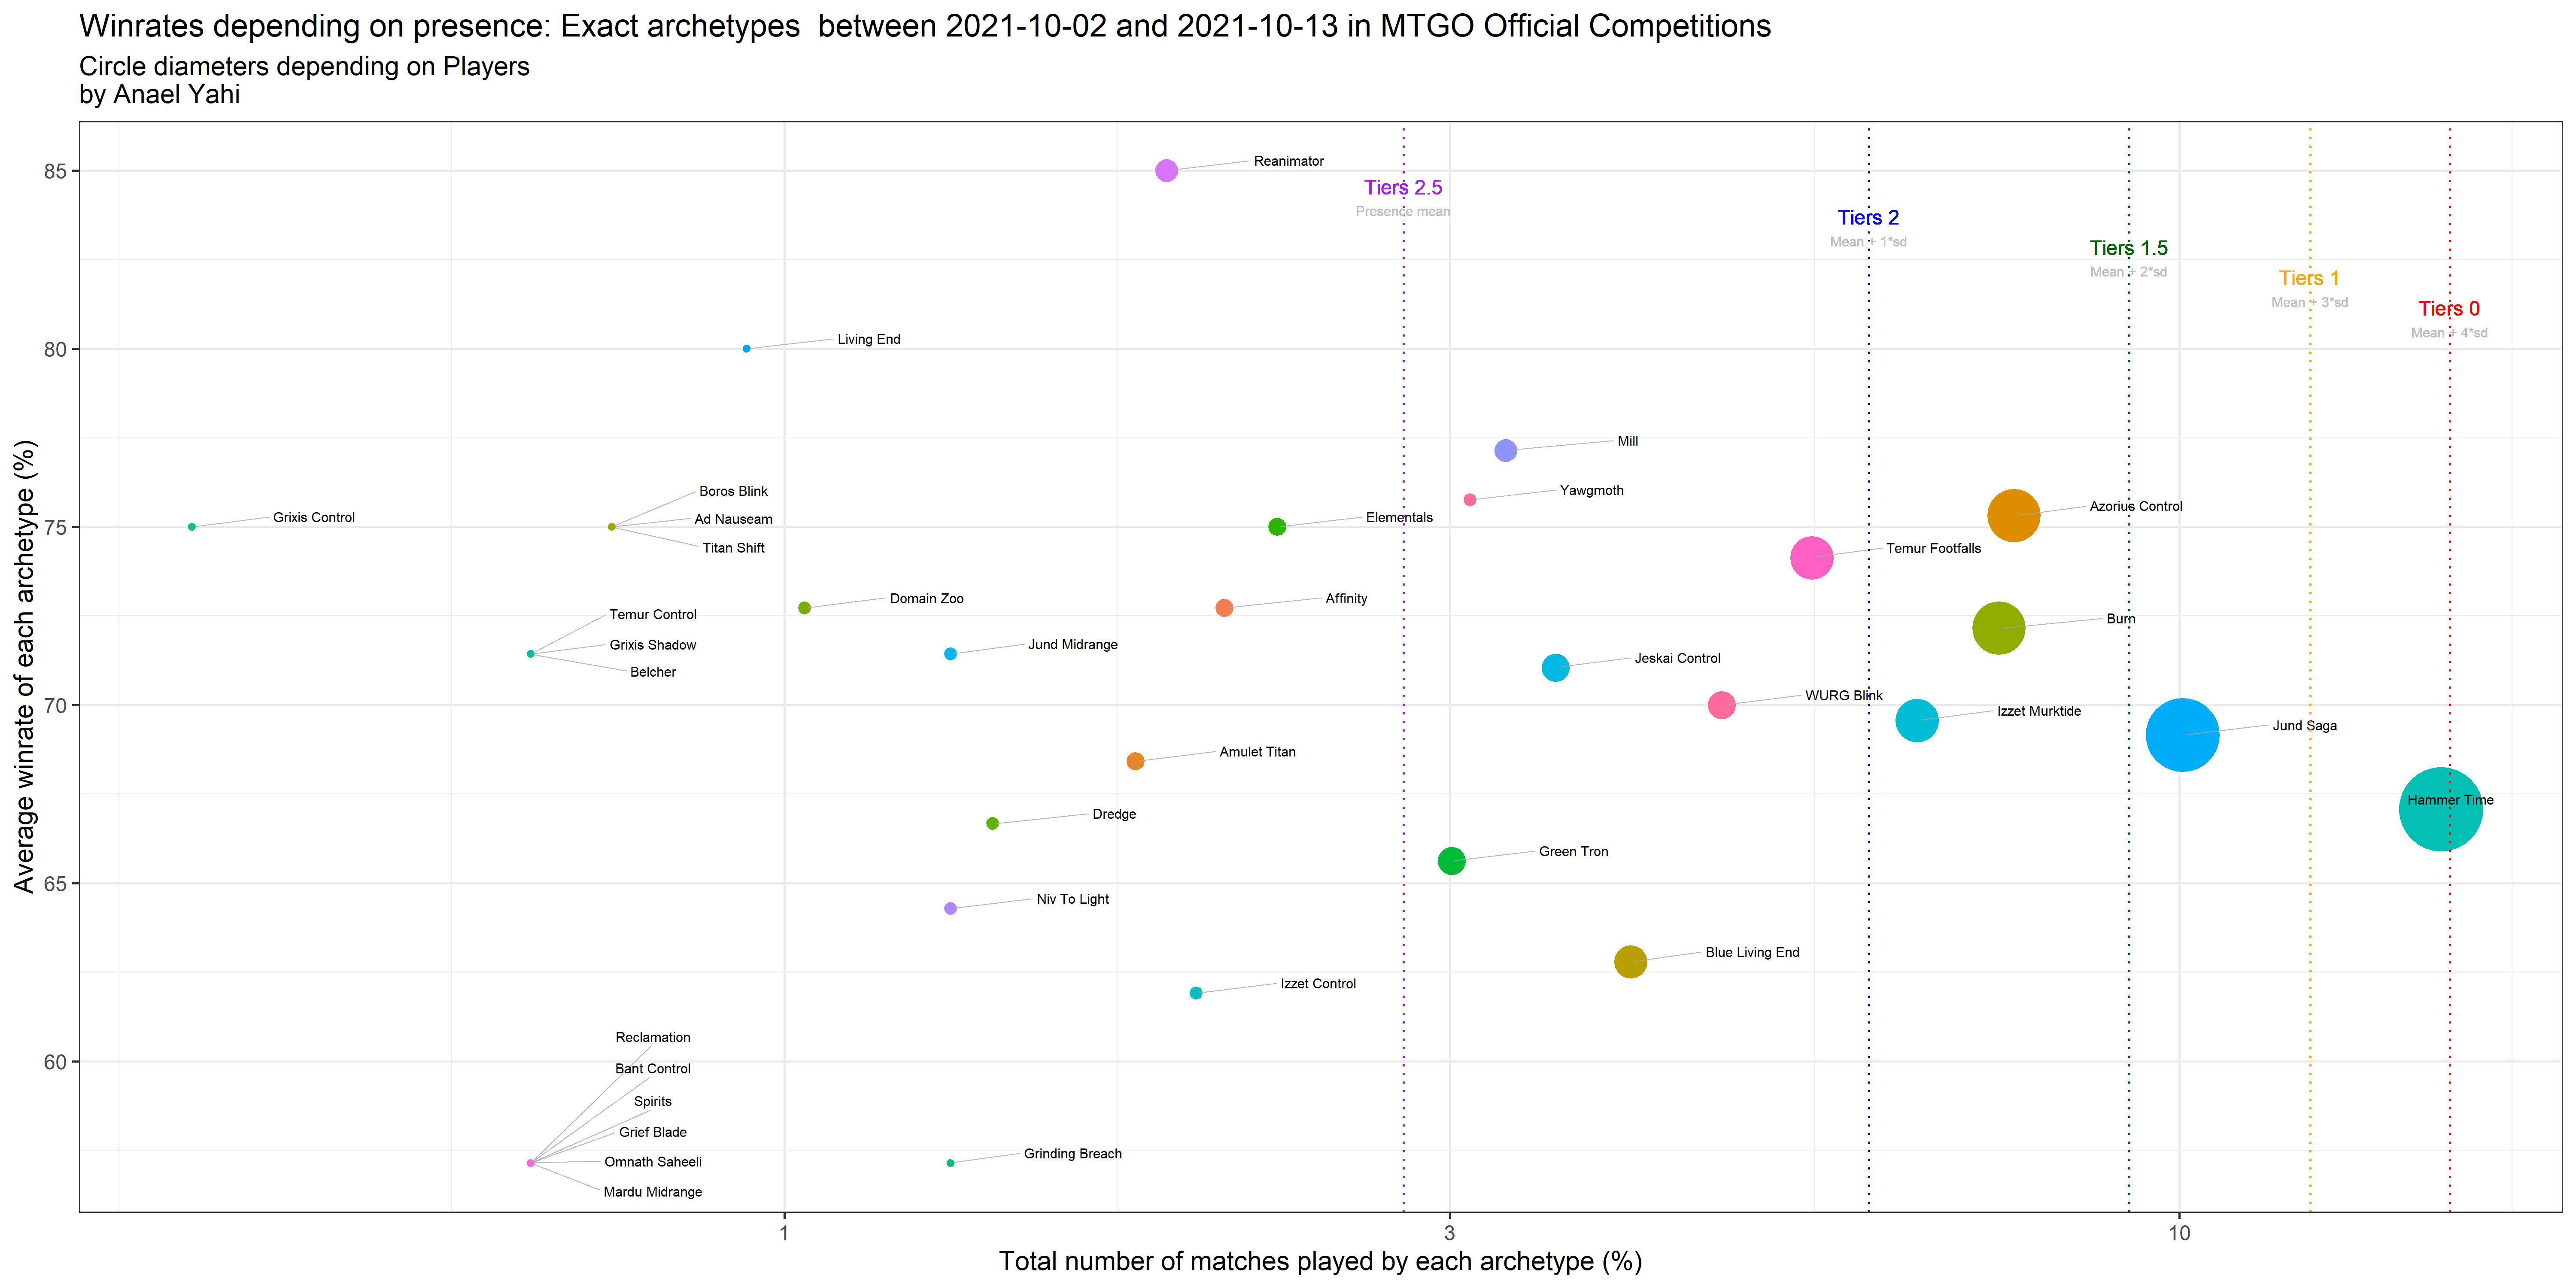 Winrates depending on presence: Exact archetypes  between 2021-10-02 and 2021-10-13 in MTGO Official Competitions
Circle diameters depending on Players
by Anael Yahi
Average winrate of each archetype (%)
85
80
75
70
65
60
Reanimator
Tiers 2.5
Presence mean
Tiers 2
Mean + 1*sd
Tiers 1.5
Mean + 2*sd
Tiers 1
Mean + 3*sd
Tiers 0
Mean + 4*sd
Living End
Mill
Yawgmoth
Boros Blink
Ad Nauseam
Titan Shift
Grixis Control
Elementals
Azorius Control
Temur Footfalls
Domain Zoo
Affinity
Burn
Temur Control
Grixis Shadow
Belcher
Jund Midrange
Jeskai Control
WURG Blink
Izzet Murktide
Jund Saga
Amulet Titan
Hammer Time
Dredge
Green Tron
Niv To Light
Blue Living End
Izzet Control
Reclamation
Bant Control
Spirits
Grief Blade
Omnath Saheeli
Mardu Midrange
Grinding Breach
1
3
10
Total number of matches played by each archetype (%)